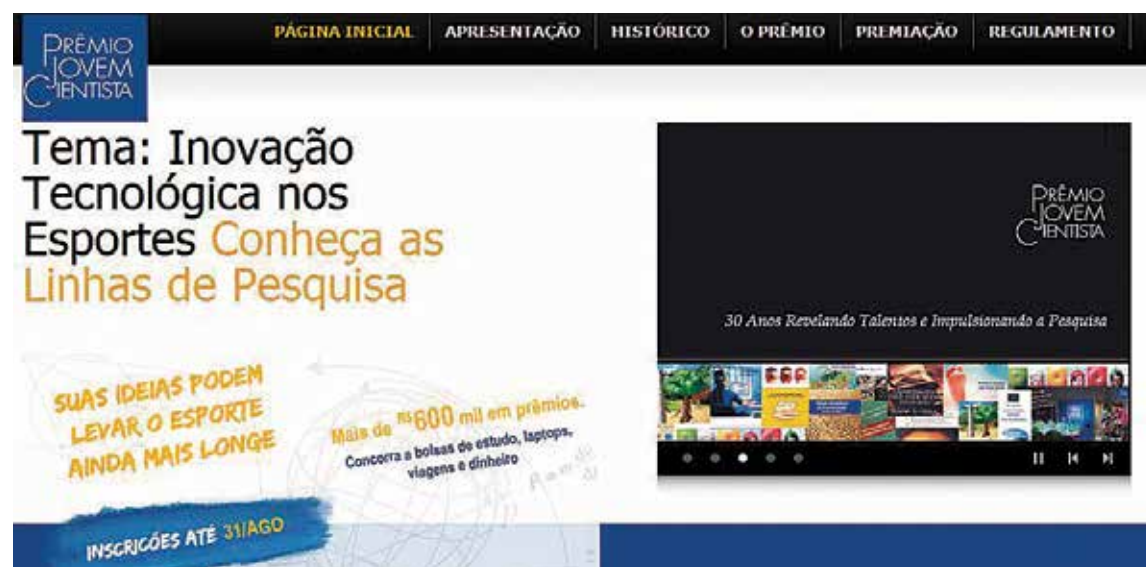 PRÊMIO
JOVEM
CIENTISTA
PÁGINA INICIAL APRESENTAÇÃO HISTÓRICO O PRÊMIO PREMIAÇÃO REGULAMENTO
Tema: Inovação
Tecnológica nos
Esportes Conheça as
Linhas de Pesquisa
SUAS IDEIAS PODEM
LEVAR O ESPORTE
AINDA MAIS LONGE
Mais de R$600 mil em prêmios.
Concorra a bolsas de estudo, laptops,
viagens e dinheiro
INSCRIÇÕES ATÉ 31/AGO
PRÊMIO
JOVEM
CIENTISTA
30 Anos Revelando Talentos e Impulsionando a Pesquisa